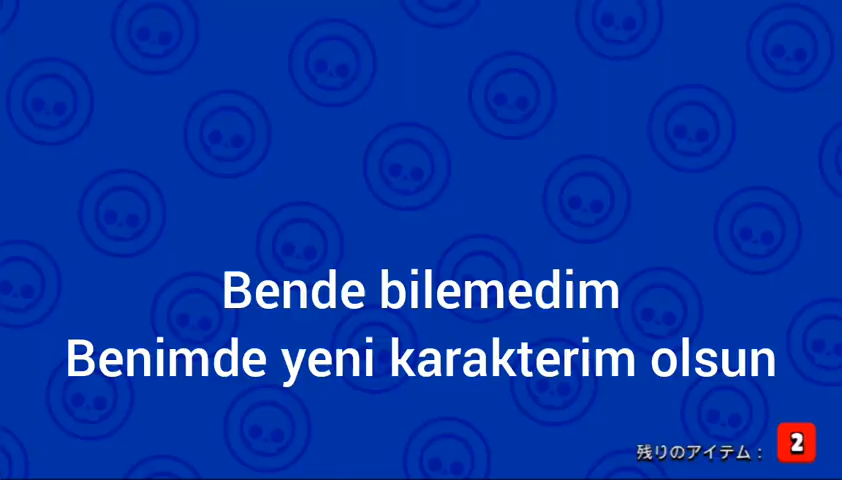 Bende bilemedim
Benimde yeni karakterim olsun
残りのアイテム： 2